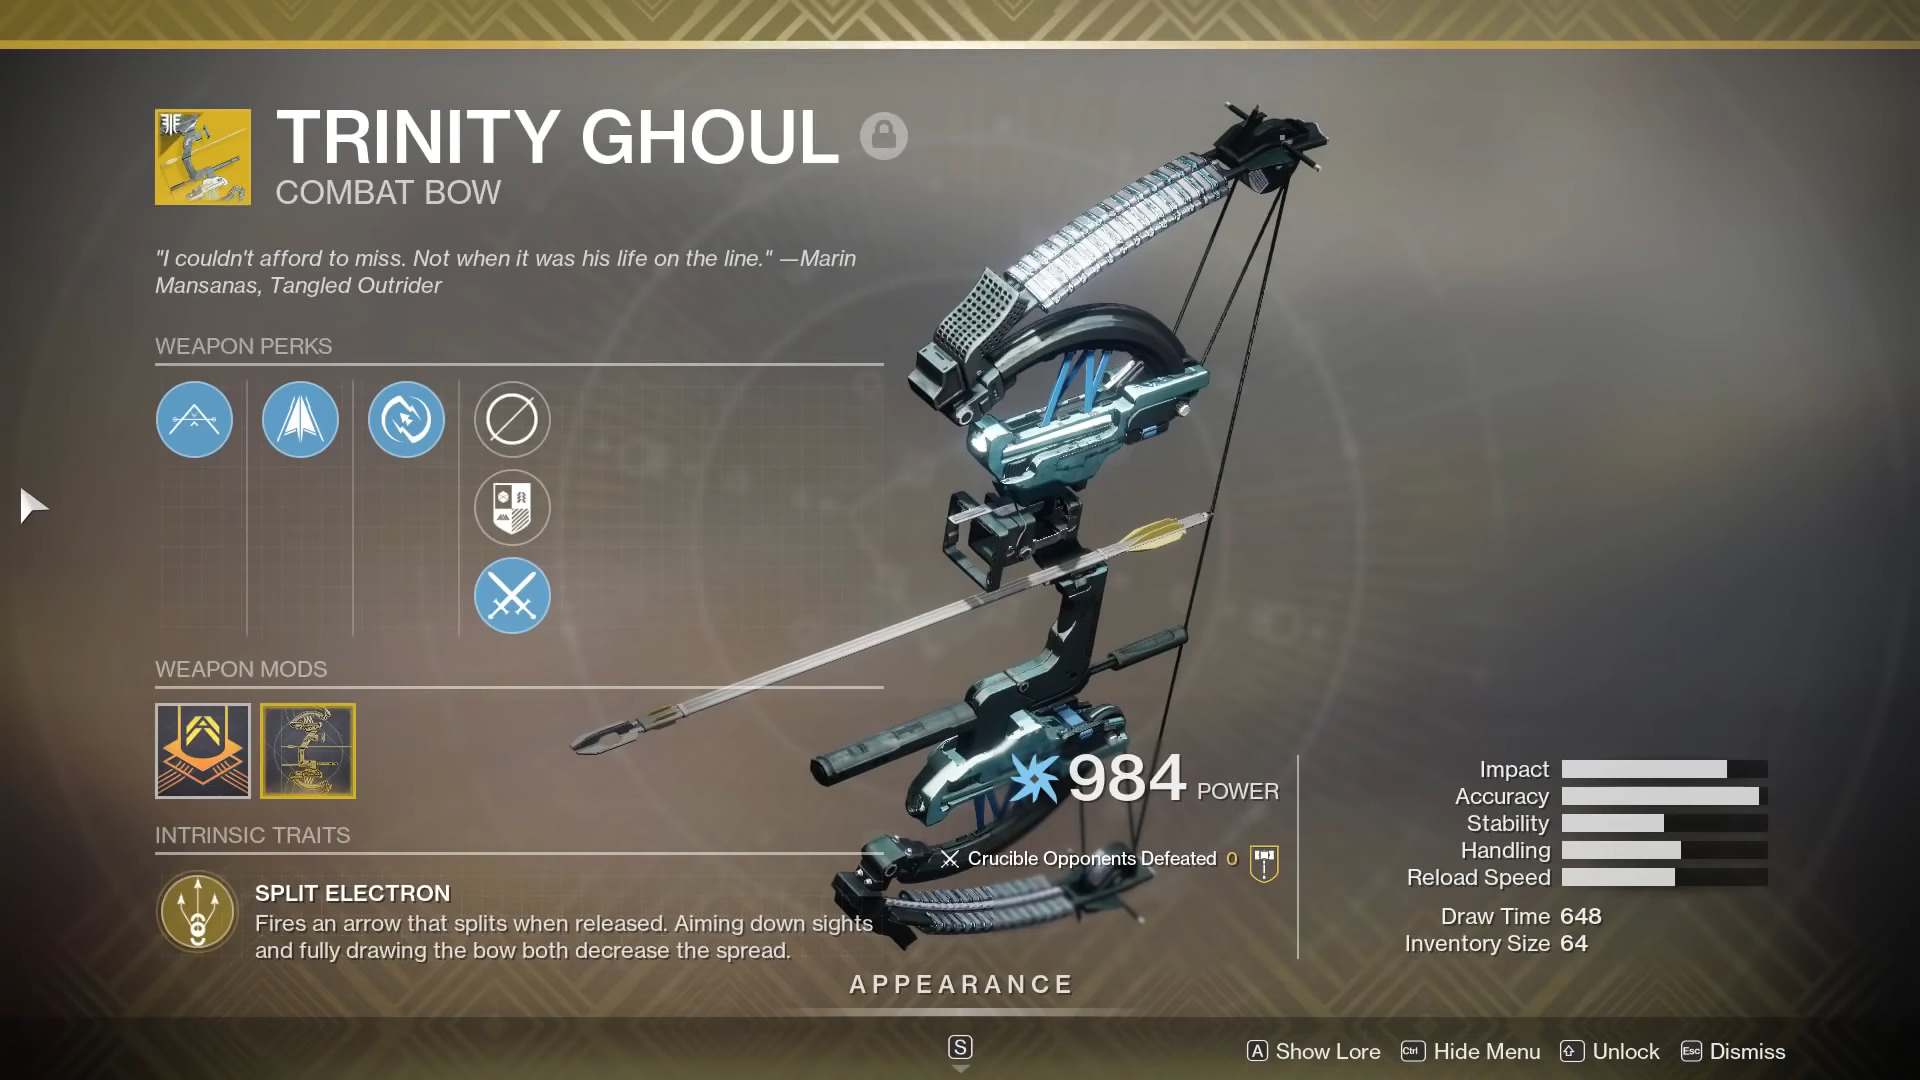 TRINITY GHOUL
COMBAT BOW
"I couldn't afford to miss. Not when it was his life on the line." —Marin
Mansanas, Tangled Outrider
WEAPON PERKS
WEAPON MODS
INTRINSIC TRAITS
SPLIT ELECTRON
Fires an arrow that splits when released. Aiming down sights
and fully drawing the bow both decrease the spread.
984 POWER
Crucible Opponents Defeated 0
Impact
Accuracy
Stability
Handling
Reload Speed
Draw Time 648
Inventory Size 64
APPEARANCE
S
A Show Lore Ctrl Hide Menu Unlock Esc Dismiss